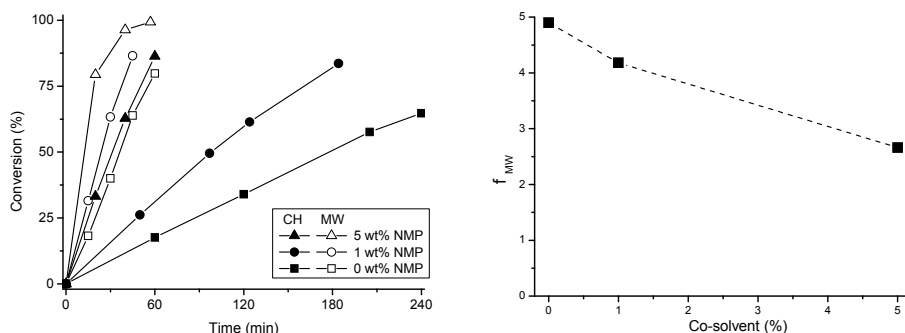 100
75
50
25
0
Conversion (%)
0 60 120 180 240
Time (min)
CH MW
5 wt% NMP
1 wt% NMP
0 wt% NMP
6
5
4
3
2
1
0
f MW
0 1 2 3 4 5
Co-solvent (%)